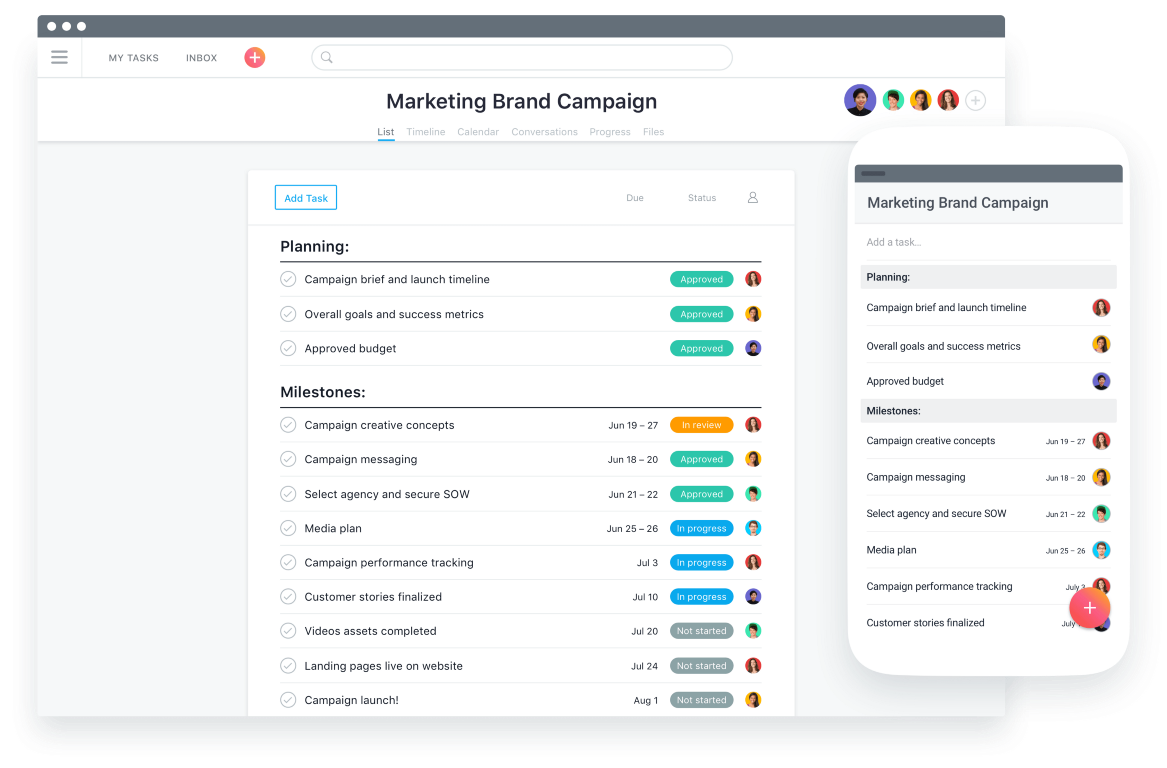 MY TASKS INBOX
Marketing Brand Campaign
List Timeline Calendar Conversations Progress Files
Add Task Due Status
Planning:
Campaign brief and launch timeline Approved
Overall goals and success metrics Approved
Approved budget Approved
Milestones:
Campaign creative concepts Jun 19 – 27 In review
Campaign messaging Jun 18 – 20 Approved
Select agency and secure SOW Jun 21 – 22 Approved
Media plan Jun 25 – 26 In progress
Campaign performance tracking Jul 3 In progress
Customer stories finalized Jul 10 In progress
Videos assets completed Jul 20 Not started
Landing pages live on website Jul 24 Not started
Campaign launch! Aug 1 Not started
Marketing Brand Campaign
Add a task...
Planning:
Campaign brief and launch timeline
Overall goals and success metrics
Approved budget
Milestones:
Campaign creative concepts Jun 19 – 27
Campaign messaging Jun 18 – 20
Select agency and secure SOW Jun 21 – 22
Media plan Jun 25 – 26
Campaign performance tracking July 3
Customer stories finalized July